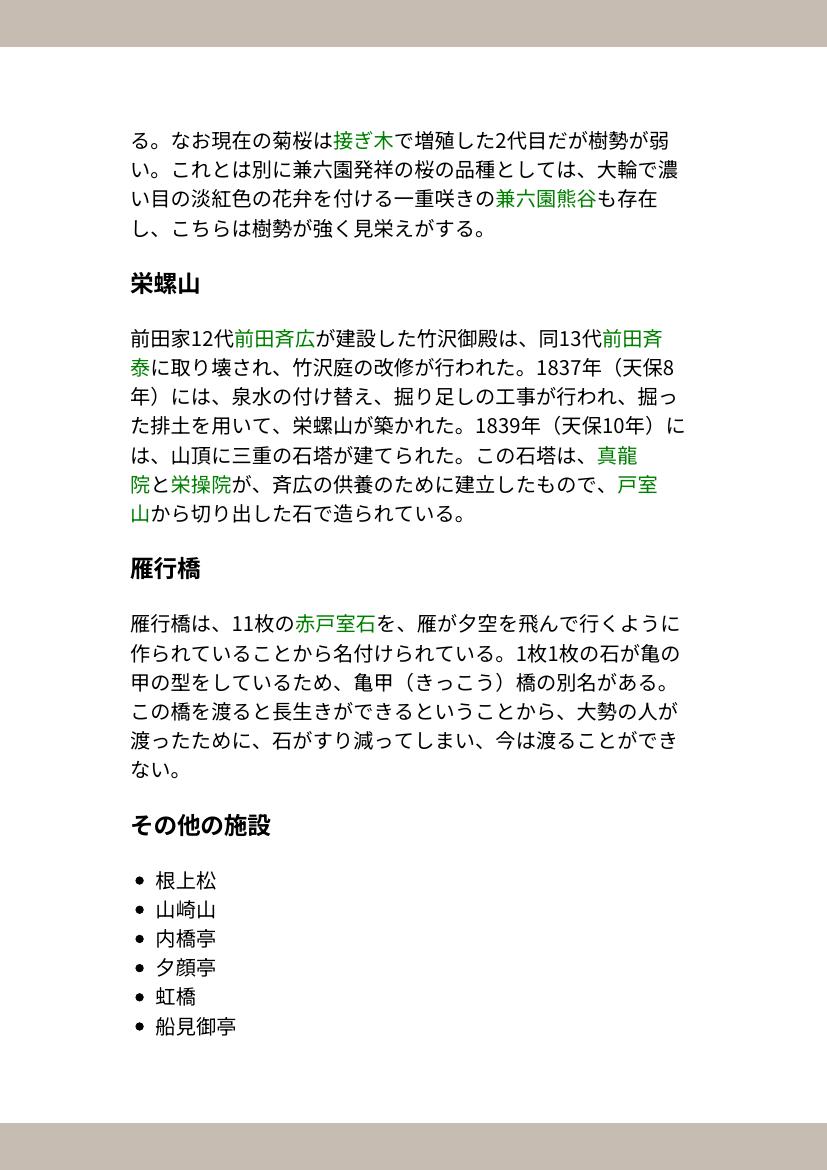 る。なお現在の菊桜は接ぎ木で増殖した2代目だが樹勢が弱
い。これとは別に兼六園発祥の桜の品種としては、大輪で濃
い目の淡紅色の花弁を付ける一重咲きの兼六園熊谷も存在
し、こちらは樹勢が強く見栄えがする。
栄螺山
前田家12代前田斉広が建設した竹沢御殿は、同13代前田斉
泰に取り壊され、竹沢庭の改修が行われた。1837年（天保8
年）には、泉水の付け替え、掘り足しの工事が行われ、掘っ
た排土を用いて、栄螺山が築かれた。1839年（天保10年）に
は、山頂に三重の石塔が建てられた。この石塔は、真龍
院と栄操院が、斉広の供養のために建立したもので、戸室
山から切り出した石で造られている。
雁行橋
雁行橋は、11枚の赤戸室石を、雁が夕空を飛んで行くように
作られていることから名付けられている。1枚1枚の石が亀の
甲の型をしているため、亀甲（きっこう）橋の別名がある。
この橋を渡ると長生きができるということから、大勢の人が
渡ったために、石がすり減ってしまい、今は渡ることができ
ない。
その他の施設
• 根上松
• 山崎山
• 内橋亭
• 夕顔亭
• 虹橋
• 船見御亭